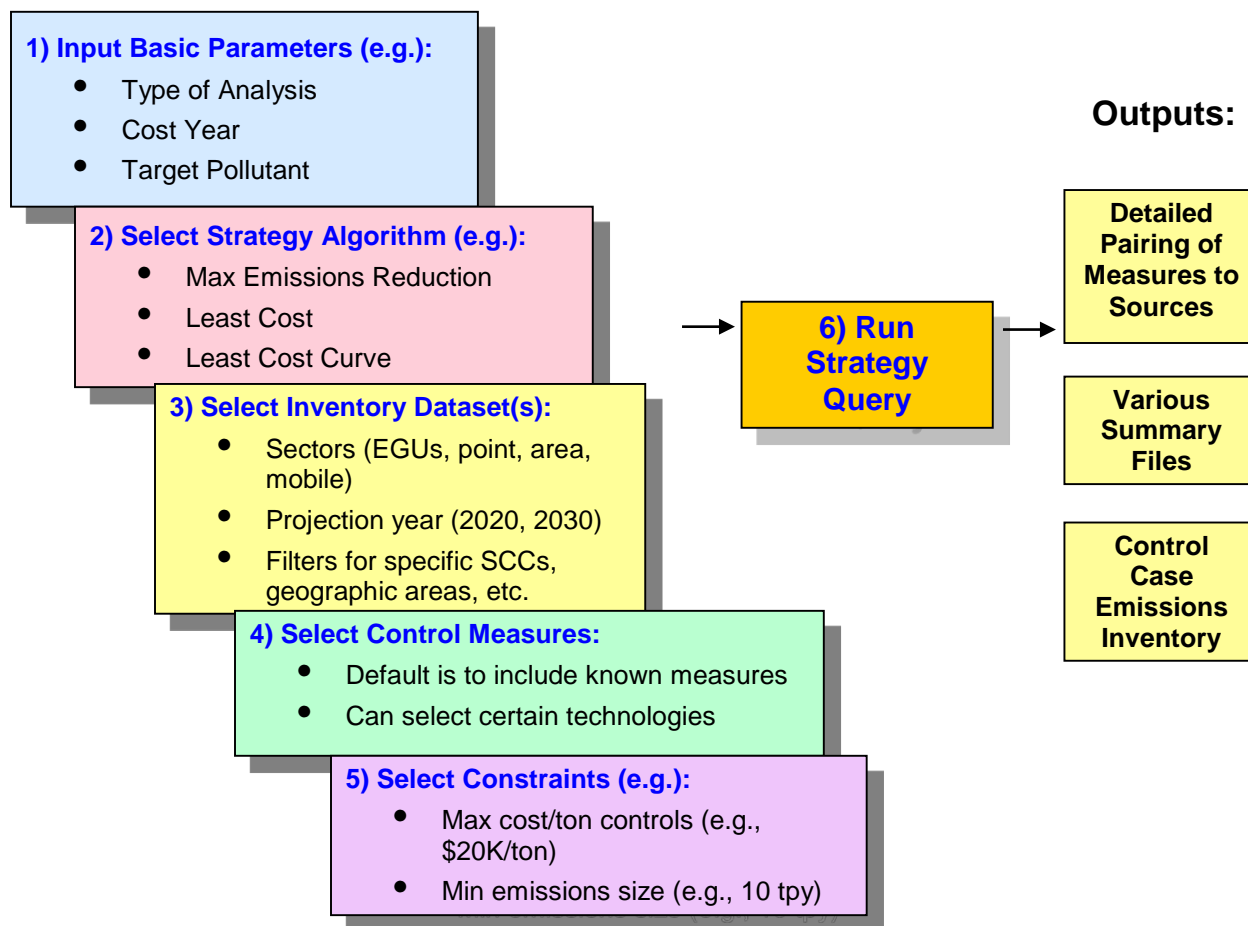 1) Input Basic Parameters (e.g.):
• Type of Analysis
• Cost Year
• Target Pollutant
2) Select Strategy Algorithm (e.g.):
• Max Emissions Reduction
• Least Cost
• Least Cost Curve
3) Select Inventory Dataset(s):
• Sectors (EGUs, point, area,
mobile)
• Projection year (2020, 2030)
• Filters for specific SCCs,
geographic areas, etc.
4) Select Control Measures:
• Default is to include known measures
• Can select certain technologies
5) Select Constraints (e.g.):
• Max cost/ton controls (e.g.,
$20K/ton)
• Min emissions size (e.g., 10 tpy)
6) Run
Strategy
Query
Outputs:
Detailed
Pairing of
Measures to
Sources
Various
Summary
Files
Control
Case
Emissions
Inventory